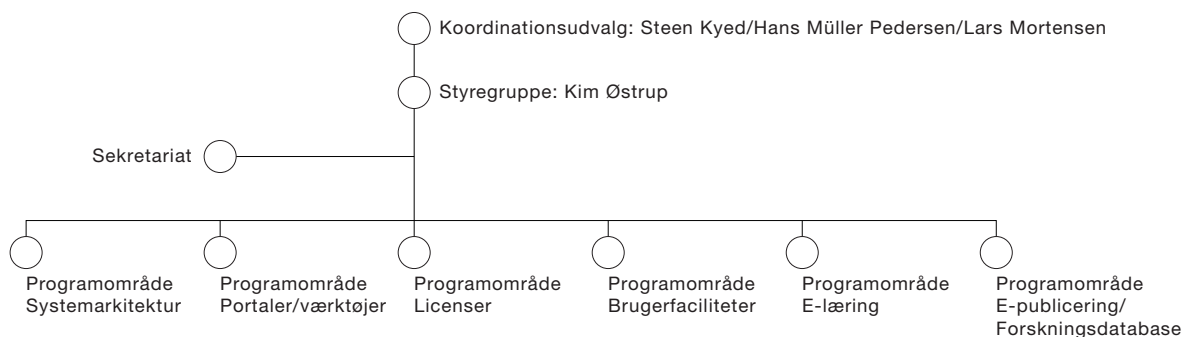 Koordinationsudvalg: Steen Kyed/Hans Müller Pedersen/Lars Mortensen
Styregruppe: Kim Østrup
Sekretariat
Programområde
Systemarkitektur
Programområde
Portaler/værktøjer
Programområde
Licenser
Programområde
Brugerfaciliteter
Programområde
E-læring
Programområde
E-publicering/
Forskningsdatabase